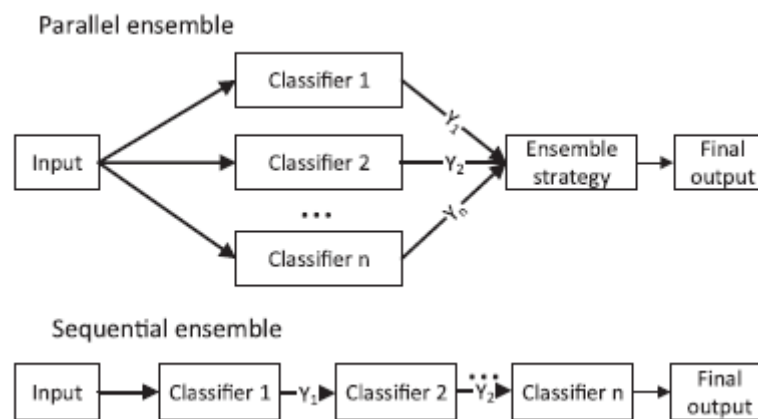 Parallel ensemble
Classifier 1
Y₁
Input
Classifier 2
Y₂
Ensemble
strategy
Final
output
...
Yₙ
Classifier n
Sequential ensemble
Input
Classifier 1
Y₁
Classifier 2
...
Y₂
Classifier n
Final
output